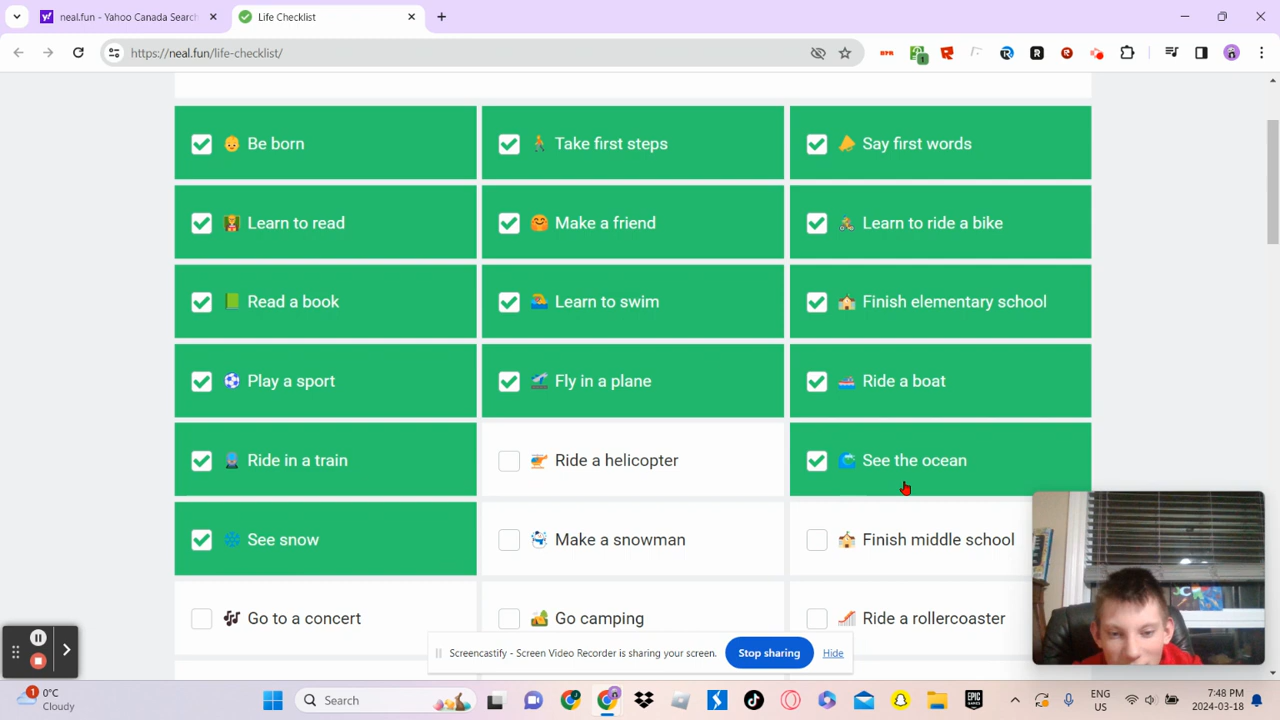 neal.fun - Yahoo Canada Search
Life Checklist
https://neal.fun/life-checklist/
Be born
Take first steps
Say first words
Learn to read
Make a friend
Learn to ride a bike
Read a book
Learn to swim
Finish elementary school
Play a sport
Fly in a plane
Ride a boat
Ride in a train
Ride a helicopter
See the ocean
See snow
Make a snowman
Finish middle school
Go to a concert
Go camping
Ride a rollercoaster
Screencastify - Screen Video Recorder is sharing your screen.
Stop sharing
Hide
1
0°C
Cloudy
Search
EPIC
GAMES
ENG
US
7:48 PM
2024-03-18